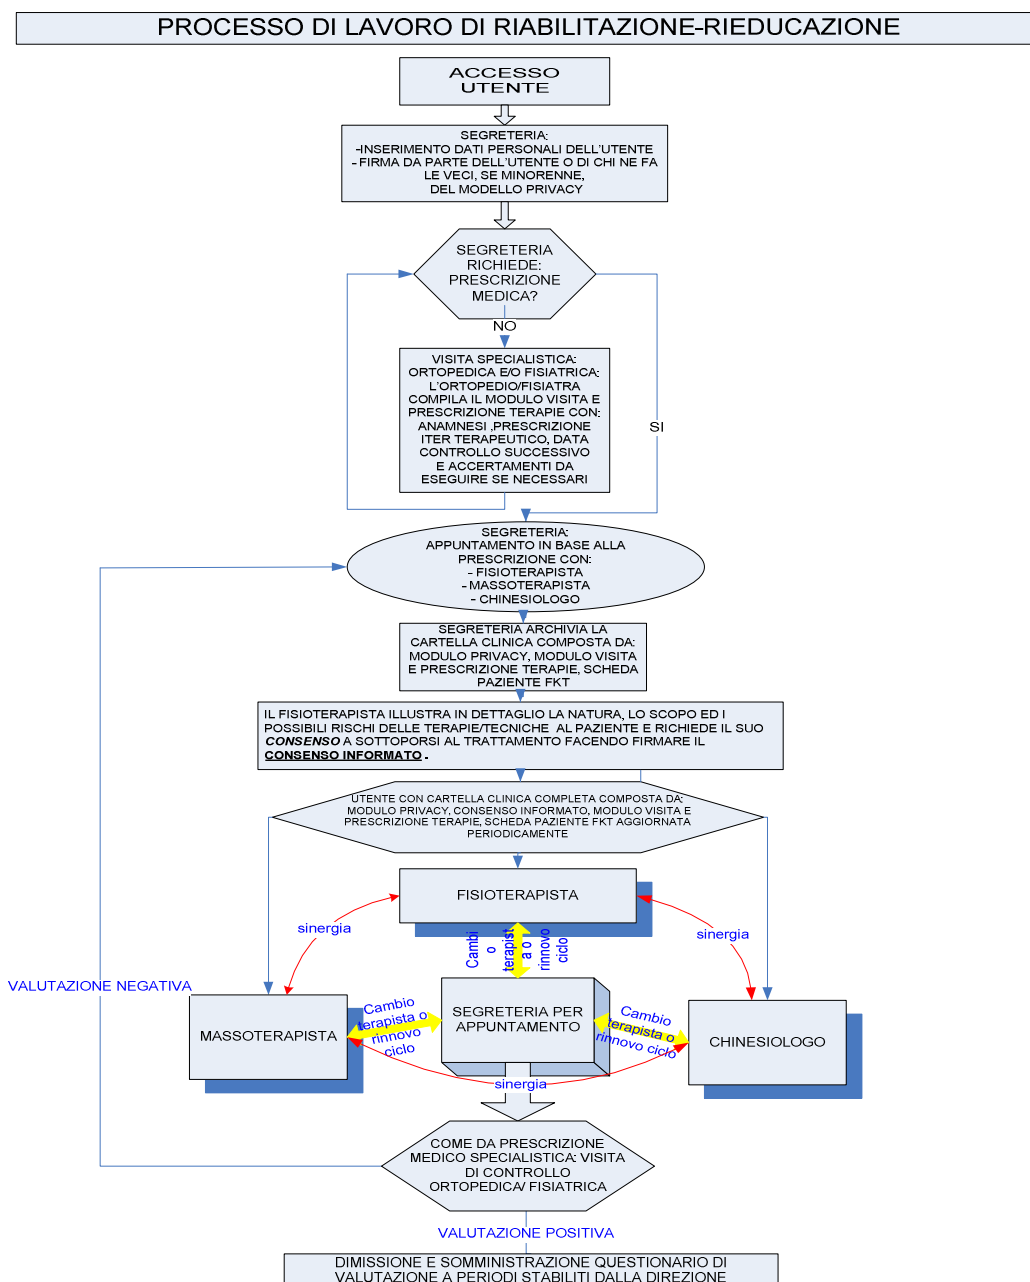 PROCESSO DI LAVORO DI RIABILITAZIONE-RIEDUCAZIONE
ACCESSO
UTENTE
SEGRETERIA:
-INSERIMENTO DATI PERSONALI DELL'UTENTE
- FIRMA DA PARTE DELL'UTENTE O DI CHI NE FA
LE VECI, SE MINORENNE,
DEL MODELLO PRIVACY
SEGRETERIA
RICHIEDE:
PRESCRIZIONE
MEDICA?
NO
VISITA SPECIALISTICA:
ORTOPEDICA E/O FISIATRICA:
L'ORTOPEDIO/FISIATRA
COMPILA IL MODULO VISITA E
PRESCRIZIONE TERAPIE CON:
ANAMNESI ,PRESCRIZIONE
ITER TERAPEUTICO, DATA
CONTROLLO SUCCESSIVO
E ACCERTAMENTI DA
ESEGUIRE SE NECESSARI
SI
SEGRETERIA:
APPUNTAMENTO IN BASE ALLA
PRESCRIZIONE CON:
- FISIOTERAPISTA
- MASSOTERAPISTA
- CHINESIOLOGO
SEGRETERIA ARCHIVIA LA
CARTELLA CLINICA COMPOSTA DA:
MODULO PRIVACY, MODULO VISITA
E PRESCRIZIONE TERAPIE, SCHEDA
PAZIENTE FKT
IL FISIOTERAPISTA ILLUSTRA IN DETTAGLIO LA NATURA, LO SCOPO ED I
POSSIBILI RISCHI DELLE TERAPIE/TECNICHE AL PAZIENTE E RICHIEDE IL SUO
CONSENSO A SOTTOPORSI AL TRATTAMENTO FACENDO FIRMARE IL
CONSENSO INFORMATO .
UTENTE CON CARTELLA CLINICA COMPLETA COMPOSTA DA:
MODULO PRIVACY, CONSENSO INFORMATO, MODULO VISITA E
PRESCRIZIONE TERAPIE, SCHEDA PAZIENTE FKT AGGIORNATA
PERIODICAMENTE
FISIOTERAPISTA
sinergia
sinergia
Cambi
o
terapist
a o
rinnovo
ciclo
VALUTAZIONE NEGATIVA
MASSOTERAPISTA
Cambio
terapista o
rinnovo
ciclo
SEGRETERIA PER
APPUNTAMENTO
Cambio
terapista o
rinnovo ciclo
CHINESIOLOGO
sinergia
COME DA PRESCRIZIONE
MEDICO SPECIALISTICA: VISITA
DI CONTROLLO
ORTOPEDICA/ FISIATRICA
VALUTAZIONE POSITIVA
DIMISSIONE E SOMMINISTRAZIONE QUESTIONARIO DI
VALUTAZIONE A PERIODI STABILITI DALLA DIREZIONE